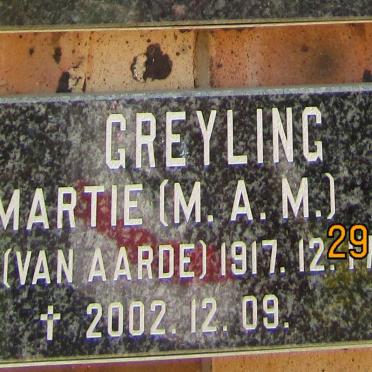 GREYLING
MARTIE (M. A. M.)
(VAN AARDE) 1917. 12.
29
† 2002. 12. 09.